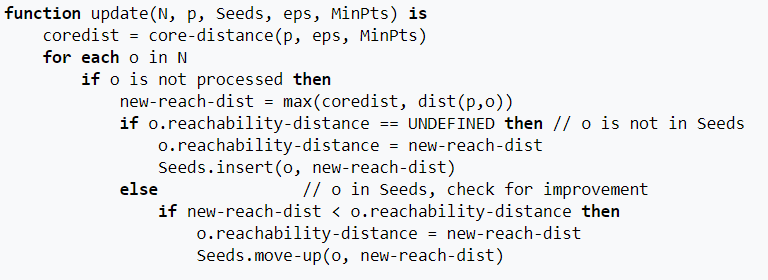 function update(N, p, Seeds, eps, MinPts) is
    coredist = core-distance(p, eps, MinPts)
    for each o in N
        if o is not processed then
            new-reach-dist = max(coredist, dist(p,o))
            if o.reachability-distance == UNDEFINED then // o is not in Seeds
                o.reachability-distance = new-reach-dist
                Seeds.insert(o, new-reach-dist)
            else               // o in Seeds, check for improvement
                if new-reach-dist < o.reachability-distance then
                    o.reachability-distance = new-reach-dist
                    Seeds.move-up(o, new-reach-dist)